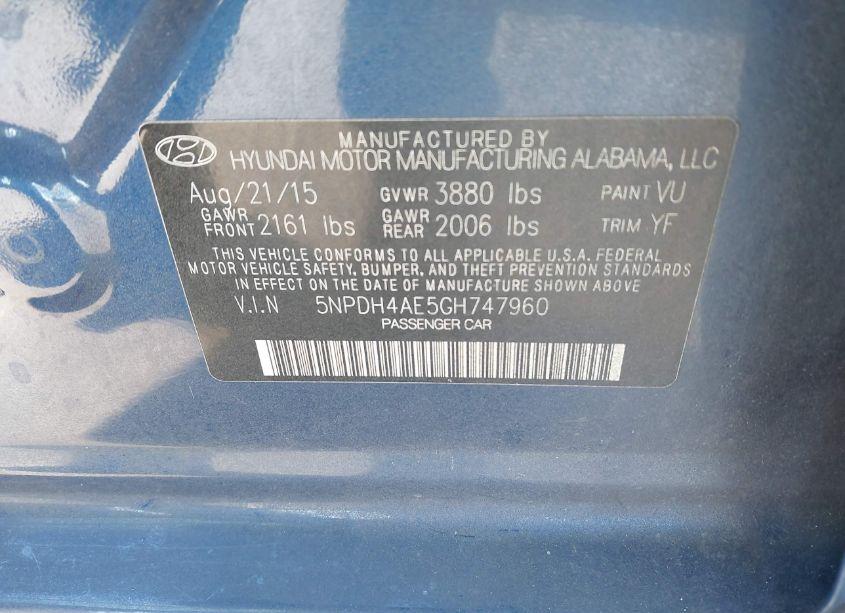 MANUFACTURED BY
HYUNDAI MOTOR MANUFACTURING ALABAMA, LLC
Aug/21/15 GVWR 3880 lbs PAINT VU
GAWR FRONT 2161 lbs GAWR REAR 2006 lbs TRIM YF
THIS VEHICLE CONFORMS TO ALL APPLICABLE U.S.A. FEDERAL
MOTOR VEHICLE SAFETY, BUMPER, AND THEFT PREVENTION STANDARDS
IN EFFECT ON THE DATE OF MANUFACTURE SHOWN ABOVE
V.I.N 5NPDH4AE5GH747960
PASSENGER CAR